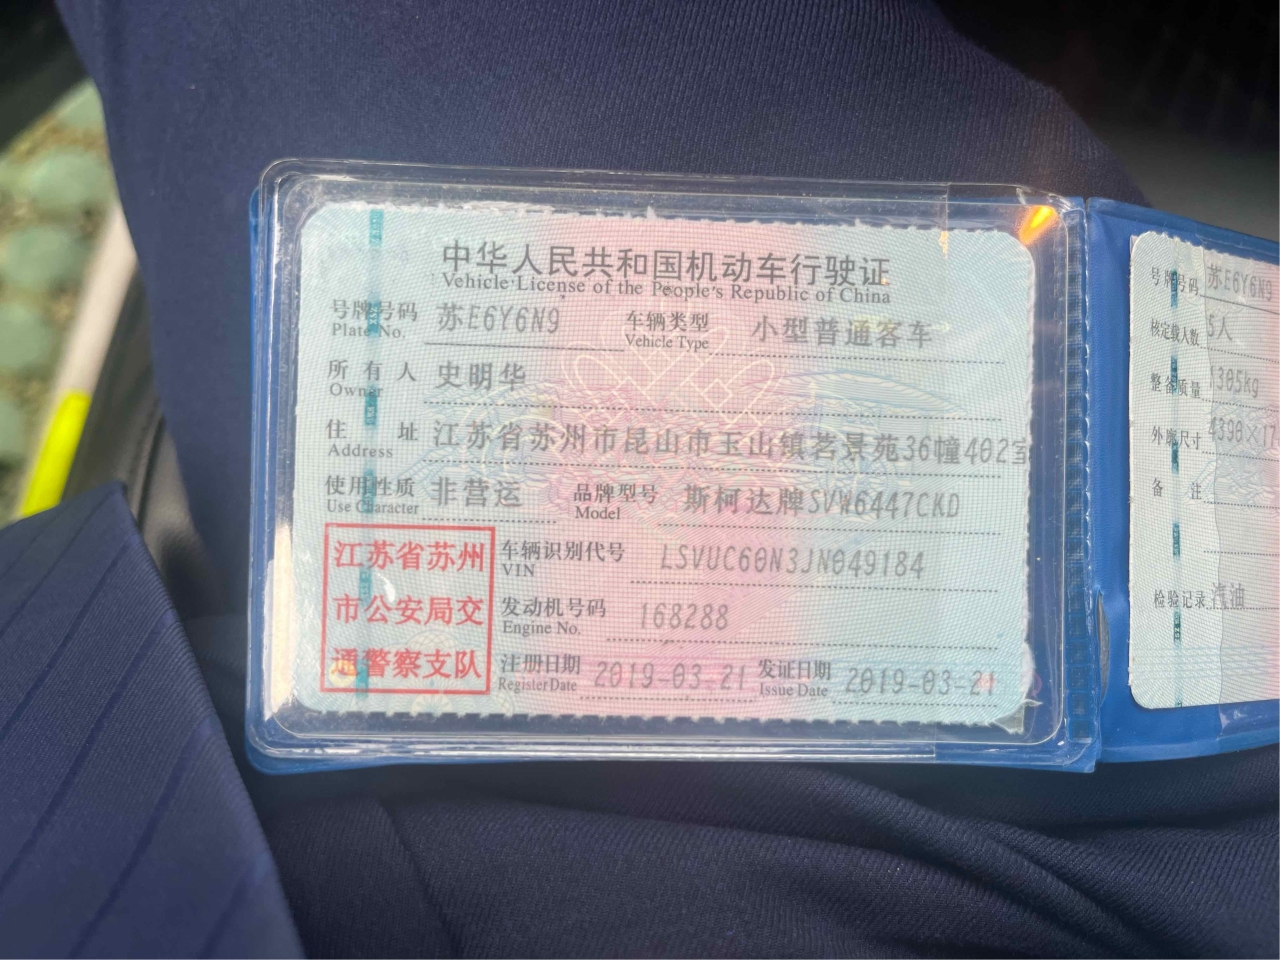 中华人民共和国机动车行驶证
Vehicle License of the People's Republic of China
号牌号码 苏E6Y6N9 车辆类型 小型普通客车
Plate No. Vehicle Type
所有人 史明华
Owner
住址 江苏省苏州市昆山市玉山镇茗景苑36幢402室
Address
使用性质 非营运 品牌型号 斯柯达牌SVW6447CKD
Use Character Model
江苏省苏州
市公安局交
通警察支队
车辆识别代号 LSVUC60N3JN049184
VIN
发动机号码 168288
Engine No.
注册日期 2019-03-21 发证日期 2019-03-21
Register Date Issue Date
号牌号码 苏E6Y6N9
核定载人数 5人
整备质量 1305kg
外廓尺寸 4390×17
备注
检验记录 汽油